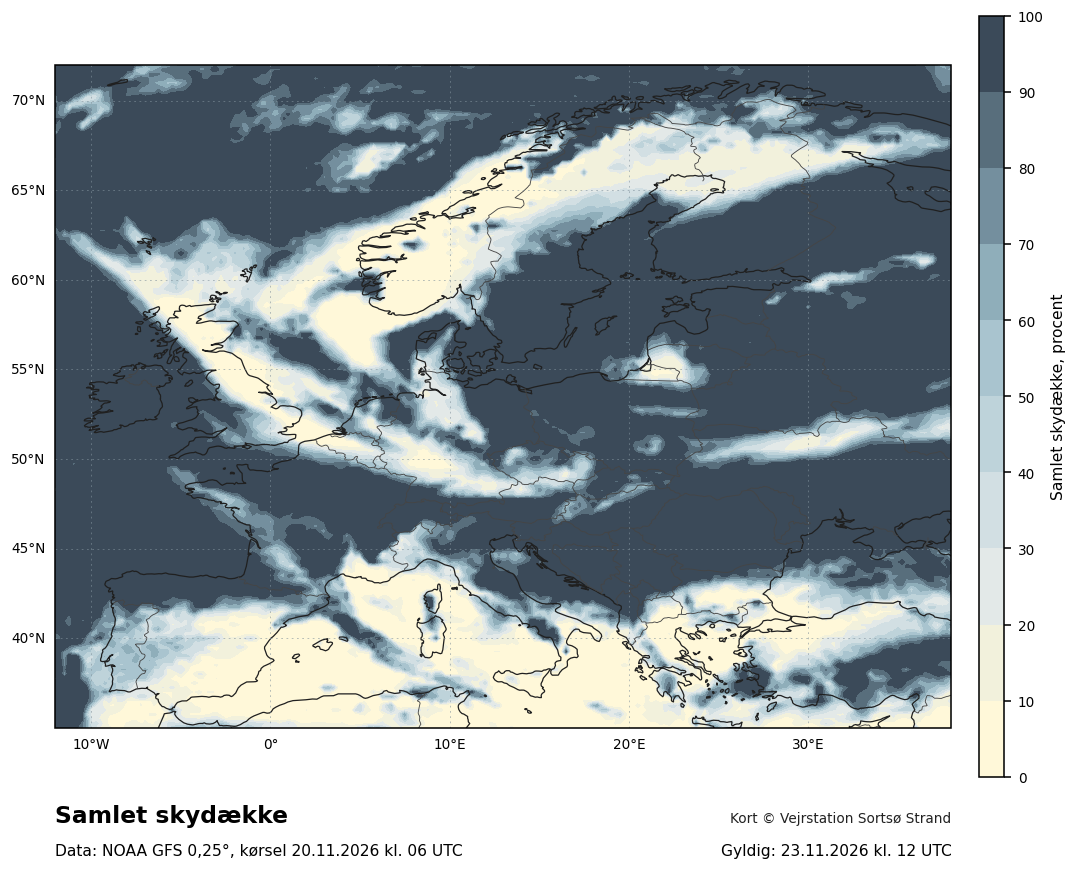 100
90
80
70
60
50
40
30
20
10
0
Samlet skydække, procent
70°N
65°N
60°N
55°N
50°N
45°N
40°N
10°W
0°
10°E
20°E
30°E
Samlet skydække
Kort © Vejrstation Sortsø Strand
Data: NOAA GFS 0,25°, kørsel 20.11.2026 kl. 06 UTC
Gyldig: 23.11.2026 kl. 12 UTC